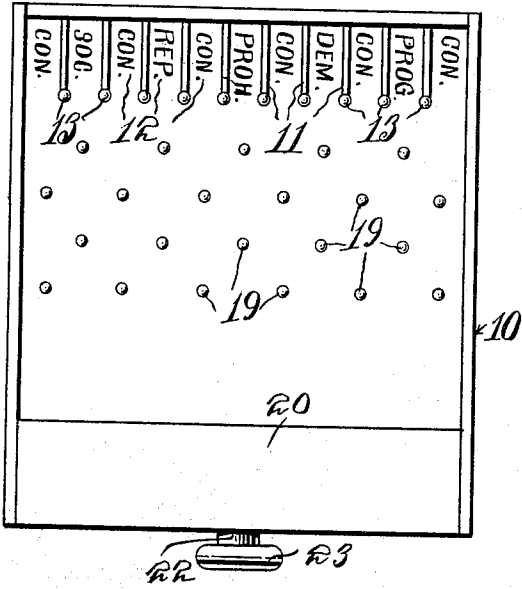 CON. SOC. CON. REP. CON. PROH. CON. DEM. CON. PROG. CON.
13 12 11 13
19
19
10
20
22 23